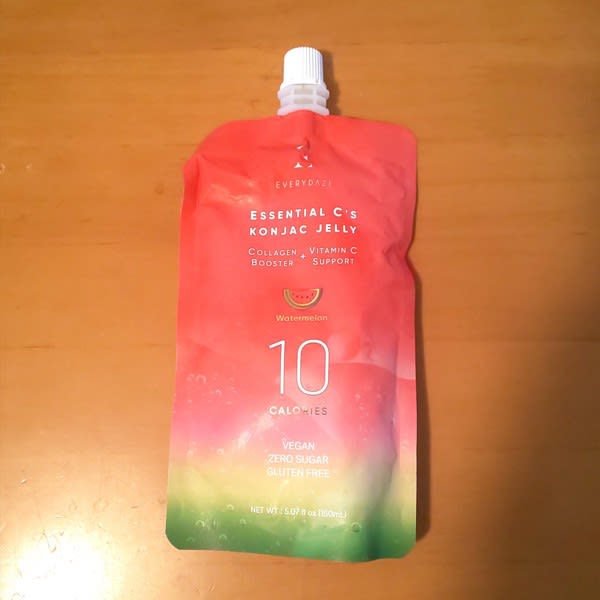 EVERYDAZE
ESSENTIAL C'S
KONJAC JELLY
COLLAGEN BOOSTER + VITAMIN C SUPPORT
Watermelon
10
CALORIES
VEGAN
ZERO SUGAR
GLUTEN FREE
NET WT : 5.07 fl oz (150mL)